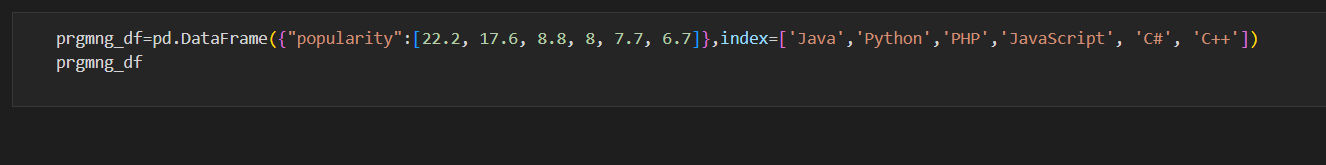 prgmng_df=pd.DataFrame({"popularity":[22.2, 17.6, 8.8, 8, 7.7, 6.7]},index=['Java','Python','PHP','JavaScript', 'C#', 'C++'])
prgmng_df